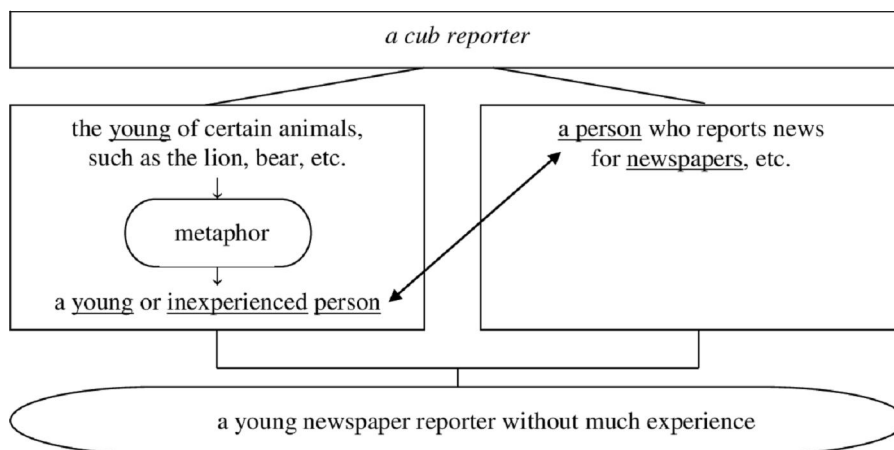 a cub reporter
the young of certain animals,
such as the lion, bear, etc.
↓
metaphor
↓
a young or inexperienced person
a person who reports news
for newspapers, etc.
a young newspaper reporter without much experience